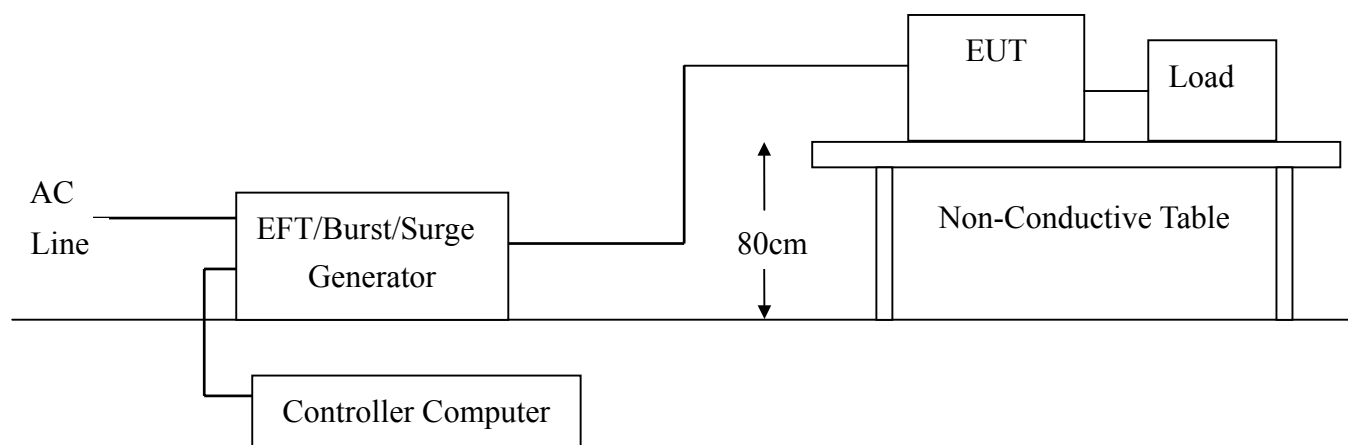 EUT
Load
AC
Line
EFT/Burst/Surge
Generator
80cm
Non-Conductive Table
Controller Computer